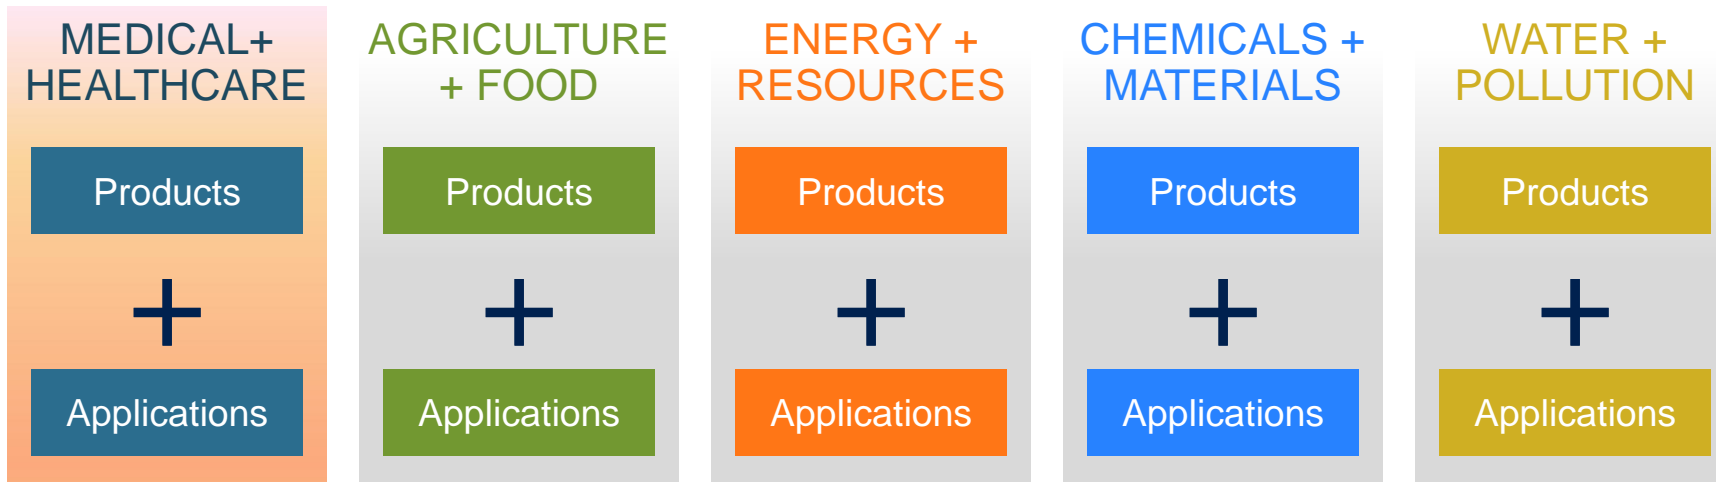 MEDICAL+
HEALTHCARE
Products
+
Applications
AGRICULTURE
+ FOOD
Products
+
Applications
ENERGY +
RESOURCES
Products
+
Applications
CHEMICALS +
MATERIALS
Products
+
Applications
WATER +
POLLUTION
Products
+
Applications